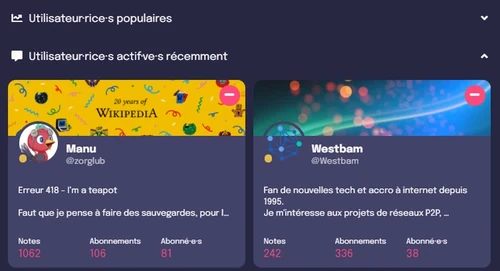 Utilisateur·rice·s populaires
Utilisateur·rice·s actif·ve·s récemment
20 years of
WIKIPEDIA
Manu
@zorglub
Erreur 418 - I'm a teapot
Faut que je pense à faire des sauvegardes, pour l…
Notes Abonnements Abonné·e·s
1062 106 81
Westbam
@Westbam
Fan de nouvelles tech et accro à internet depuis
1995.
Je m'intéresse aux projets de réseaux P2P, …
Notes Abonnements Abonné·e·s
242 336 38